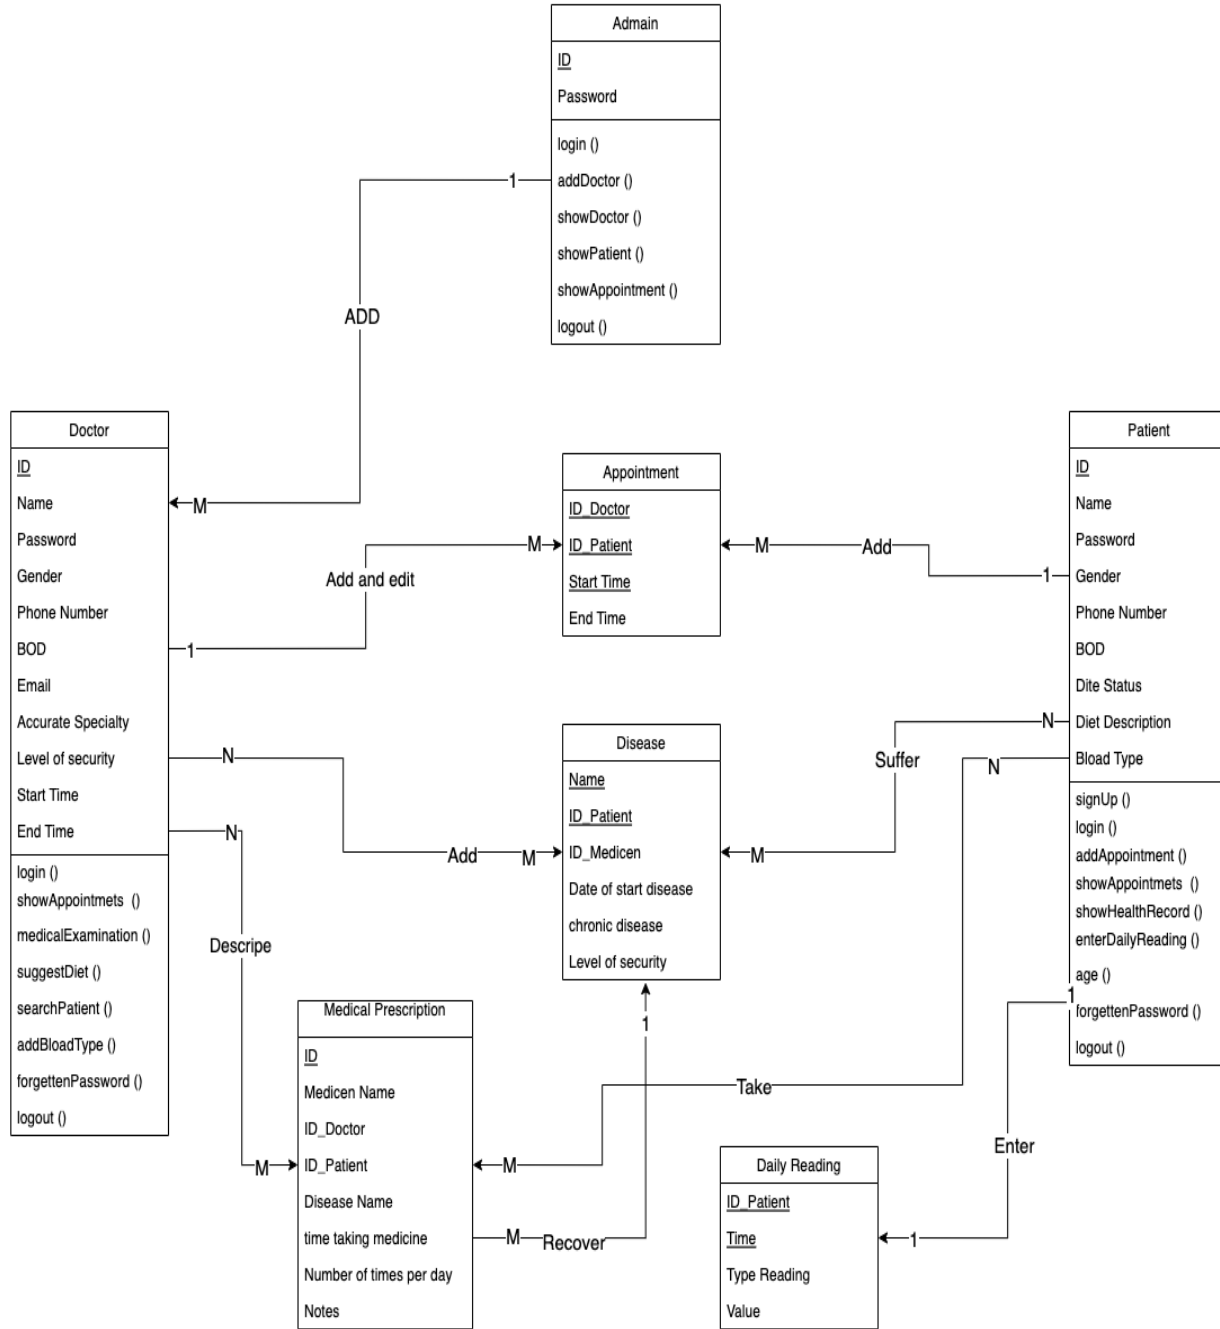 Admain
ID
Password
login ()
addDoctor ()
showDoctor ()
showPatient ()
showAppointment ()
logout ()
1
ADD
M
Doctor
ID
Name
Password
Gender
Phone Number
BOD
Email
Accurate Specialty
Level of security
Start Time
End Time
login ()
showAppointmets ()
medicalExamination ()
suggestDiet ()
searchPatient ()
addBloadType ()
forgettenPassword ()
logout ()
1
Add and edit
M
Appointment
ID_Doctor
ID_Patient
Start Time
End Time
M
Add
1
Patient
ID
Name
Password
Gender
Phone Number
BOD
Dite Status
Diet Description
Bload Type
signUp ()
login ()
addAppointment ()
showAppointmets ()
showHealthRecord ()
enterDailyReading ()
age ()
forgettenPassword ()
logout ()
N
Add
M
Disease
Name
ID_Patient
ID_Medicen
Date of start disease
chronic disease
Level of security
N
Suffer
M
N
Take
M
N
Descripe
M
Medical Prescription
ID
Medicen Name
ID_Doctor
ID_Patient
Disease Name
time taking medicine
Number of times per day
Notes
M
Recover
1
1
Enter
1
Daily Reading
ID_Patient
Time
Type Reading
Value